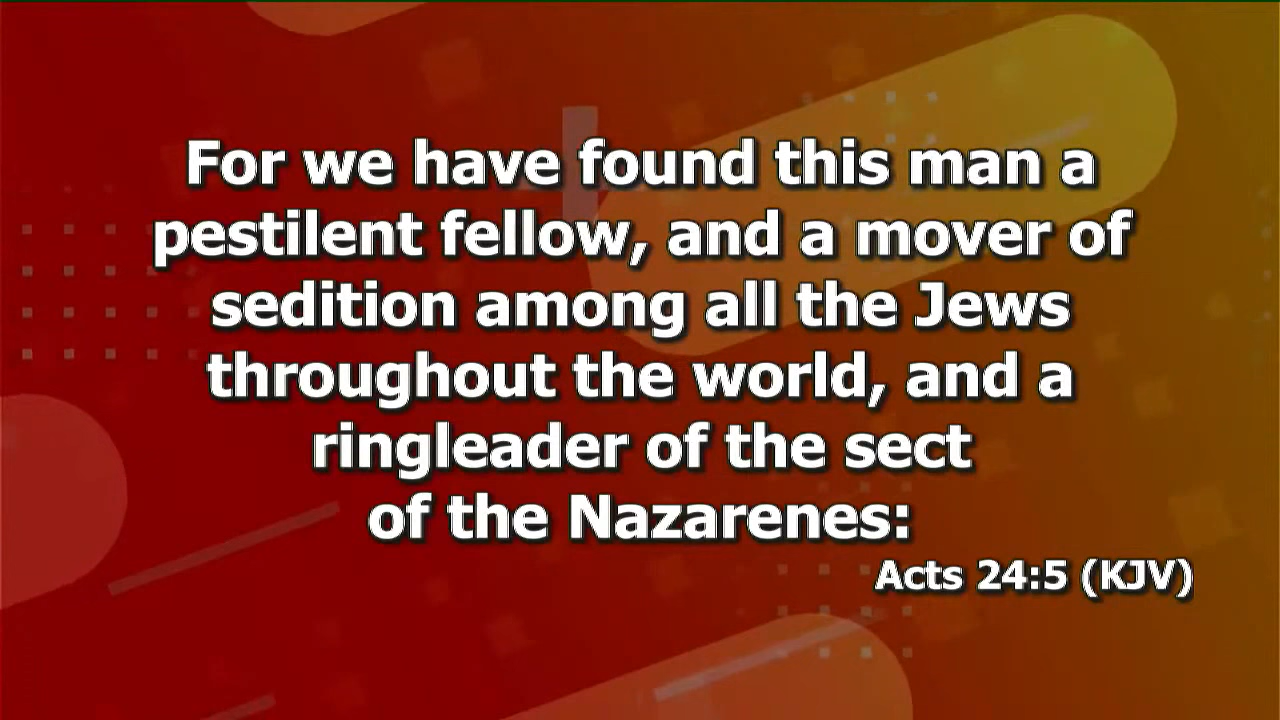 For we have found this man a
pestilent fellow, and a mover of
sedition among all the Jews
throughout the world, and a
ringleader of the sect
of the Nazarenes:
Acts 24:5 (KJV)